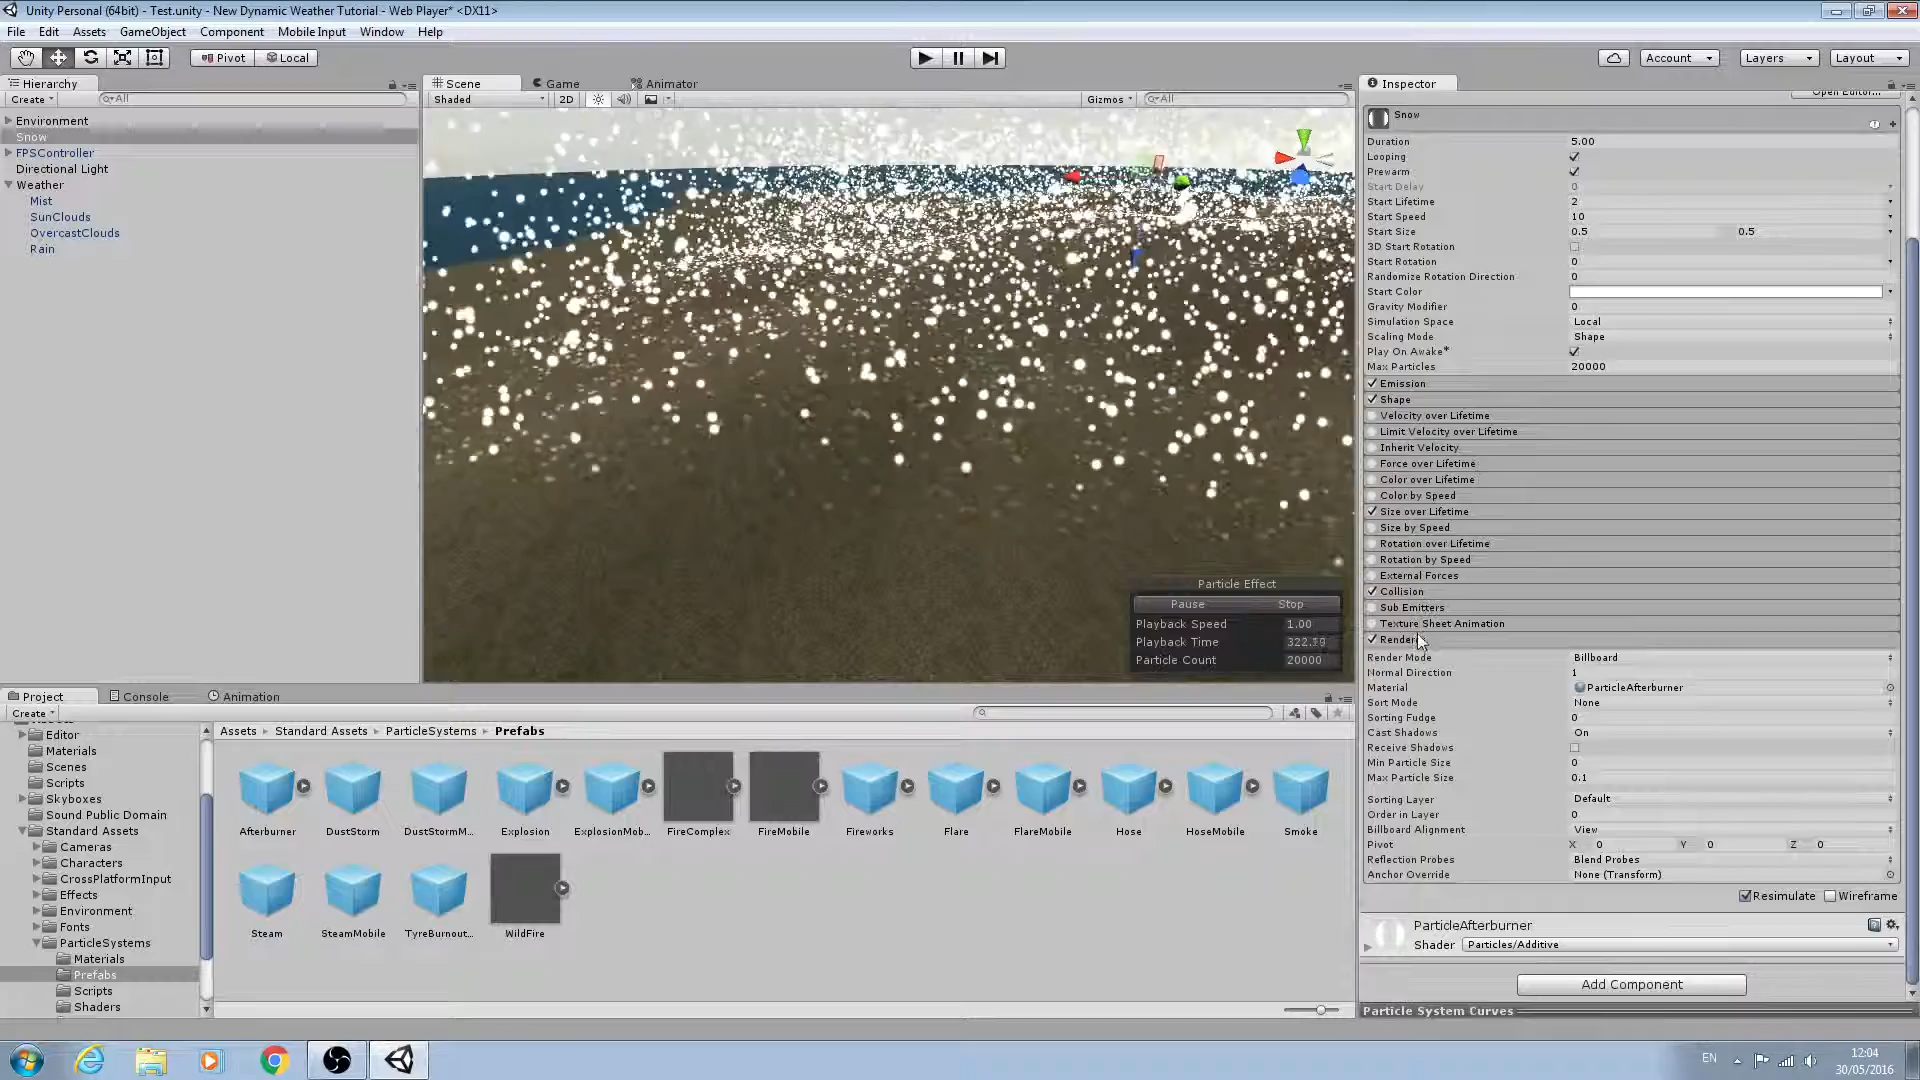 Unity Personal (64bit) - Test.unity - New Dynamic Weather Tutorial - Web Player* <DX11>
File Edit Assets GameObject Component Mobile Input Window Help
Pivot Local Account Layers Layout
Hierarchy
Create All
Environment
Snow
FPSController
Directional Light
Weather
Mist
SunClouds
OvercastClouds
Rain
Scene Game Animator
Shaded 2D Gizmos All
Particle Effect
Pause Stop
Playback Speed 1.00
Playback Time
Particle Count 20000
Inspector
Open Editor...
Snow
Duration 5.00
Looping
Prewarm
Start Delay 0
Start Lifetime 2
Start Speed 10
Start Size 0.5 0.5
3D Start Rotation
Start Rotation 0
Randomize Rotation Direction 0
Start Color
Gravity Modifier 0
Simulation Space Local
Scaling Mode Shape
Play On Awake*
Max Particles 20000
Emission
Shape
Velocity over Lifetime
Limit Velocity over Lifetime
Inherit Velocity
Force over Lifetime
Color over Lifetime
Color by Speed
Size over Lifetime
Size by Speed
Rotation over Lifetime
Rotation by Speed
External Forces
Collision
Sub Emitters
Texture Sheet Animation
Renderer
Render Mode Billboard
Normal Direction 1
Material ParticleAfterburner
Sort Mode None
Sorting Fudge 0
Cast Shadows On
Receive Shadows
Min Particle Size 0
Max Particle Size 0.1
Sorting Layer Default
Order in Layer 0
Billboard Alignment View
Pivot X 0 Y 0 Z 0
Reflection Probes Blend Probes
Anchor Override None (Transform)
Resimulate Wireframe
ParticleAfterburner
Shader Particles/Additive
Add Component
Particle System Curves
Project Console Animation
Create
Editor
Materials
Scenes
Scripts
Skyboxes
Sound Public Domain
Standard Assets
Cameras
Characters
CrossPlatformInput
Effects
Environment
Fonts
ParticleSystems
Materials
Prefabs
Scripts
Shaders
Assets Standard Assets ParticleSystems Prefabs
Afterburner DustStorm DustStormM... Explosion ExplosionMob... FireComplex FireMobile Fireworks Flare FlareMobile Hose HoseMobile Smoke
Steam SteamMobile TyreBurnout... WildFire
EN
12:04
30/05/2016